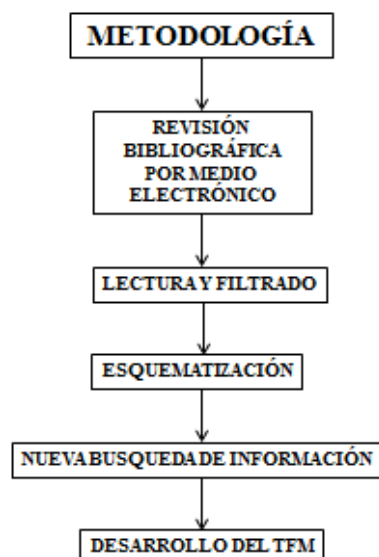 METODOLOGÍA
REVISIÓN
BIBLIOGRÁFICA
POR MEDIO
ELECTRÓNICO
LECTURA Y FILTRADO
ESQUEMATIZACIÓN
NUEVA BUSQUEDA DE INFORMACIÓN
DESARROLLO DEL TFM